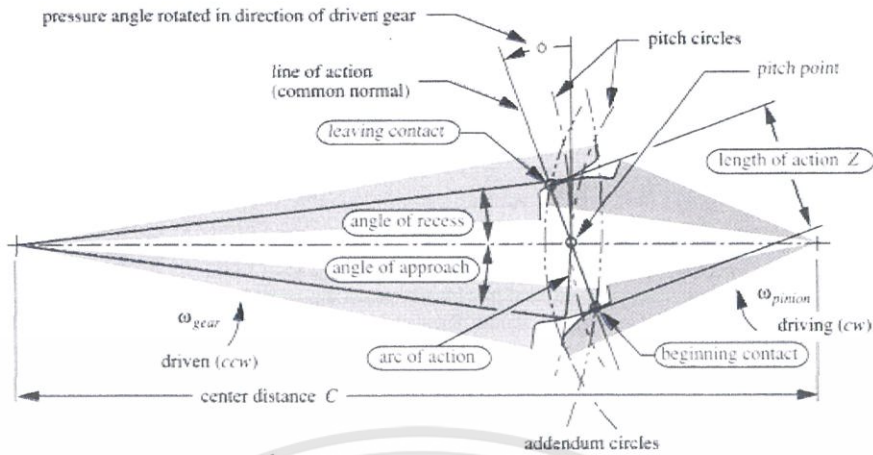 pressure angle rotated in direction of driven gear
ϕ
pitch circles
line of action
(common normal)
pitch point
leaving contact
length of action Z
angle of recess
angle of approach
ω gear
ω pinion
driving (cw)
driven (ccw)
arc of action
beginning contact
center distance C
addendum circles